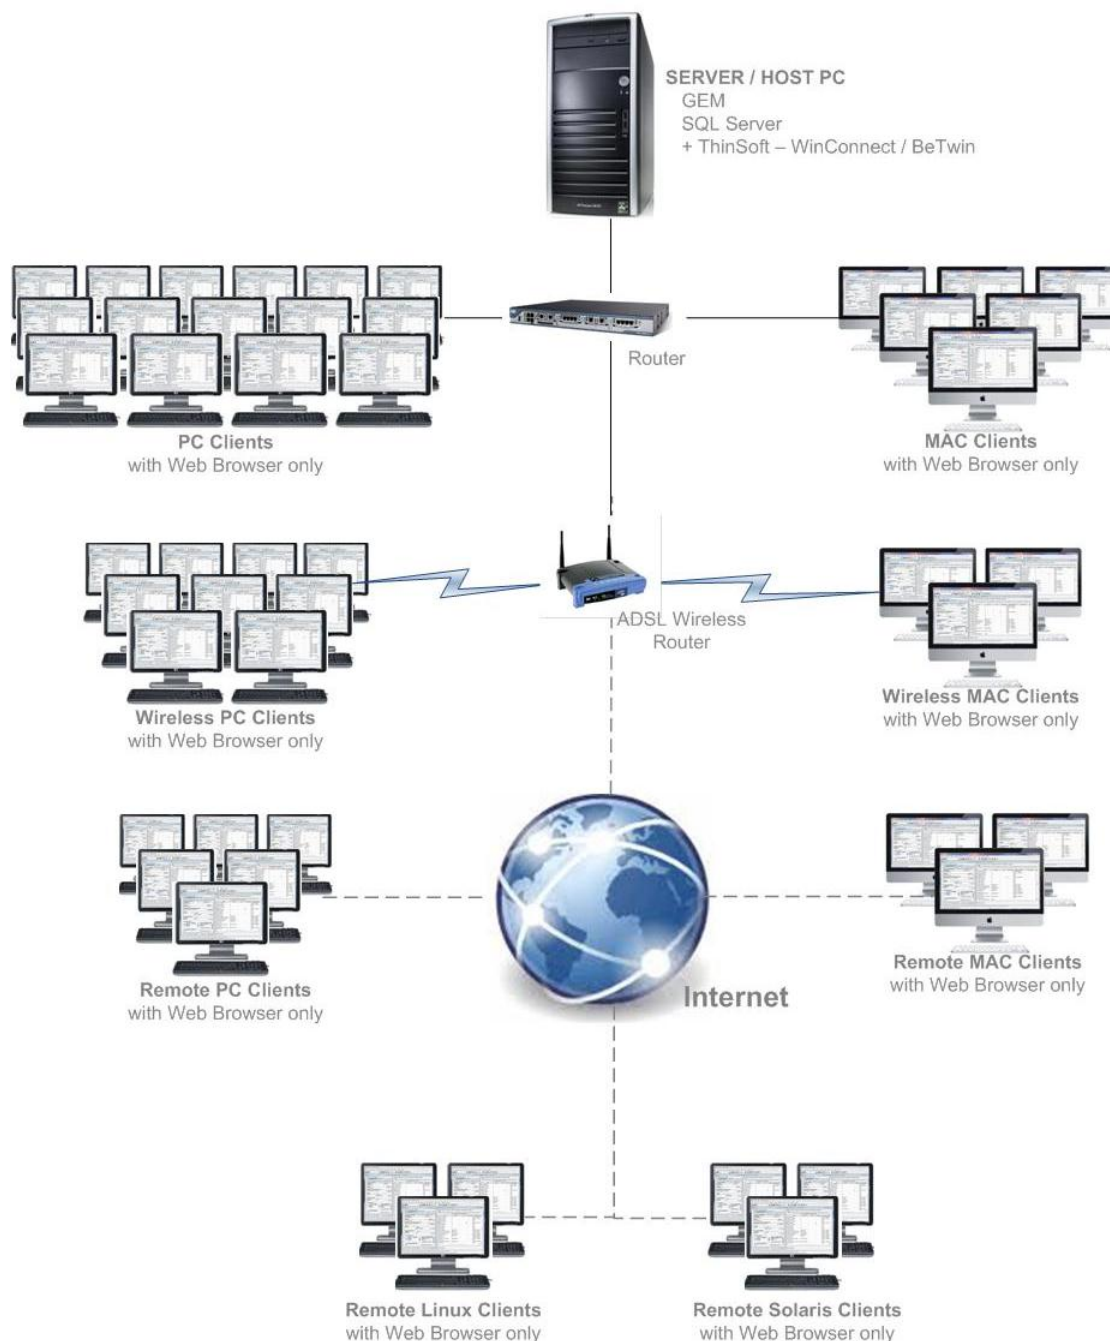 SERVER / HOST PC
GEM
SQL Server
+ ThinSoft – WinConnect / BeTwin
Router
PC Clients
with Web Browser only
MAC Clients
with Web Browser only
ADSL Wireless
Router
Wireless PC Clients
with Web Browser only
Wireless MAC Clients
with Web Browser only
Remote PC Clients
with Web Browser only
Internet
Remote MAC Clients
with Web Browser only
Remote Linux Clients
with Web Browser only
Remote Solaris Clients
with Web Browser only